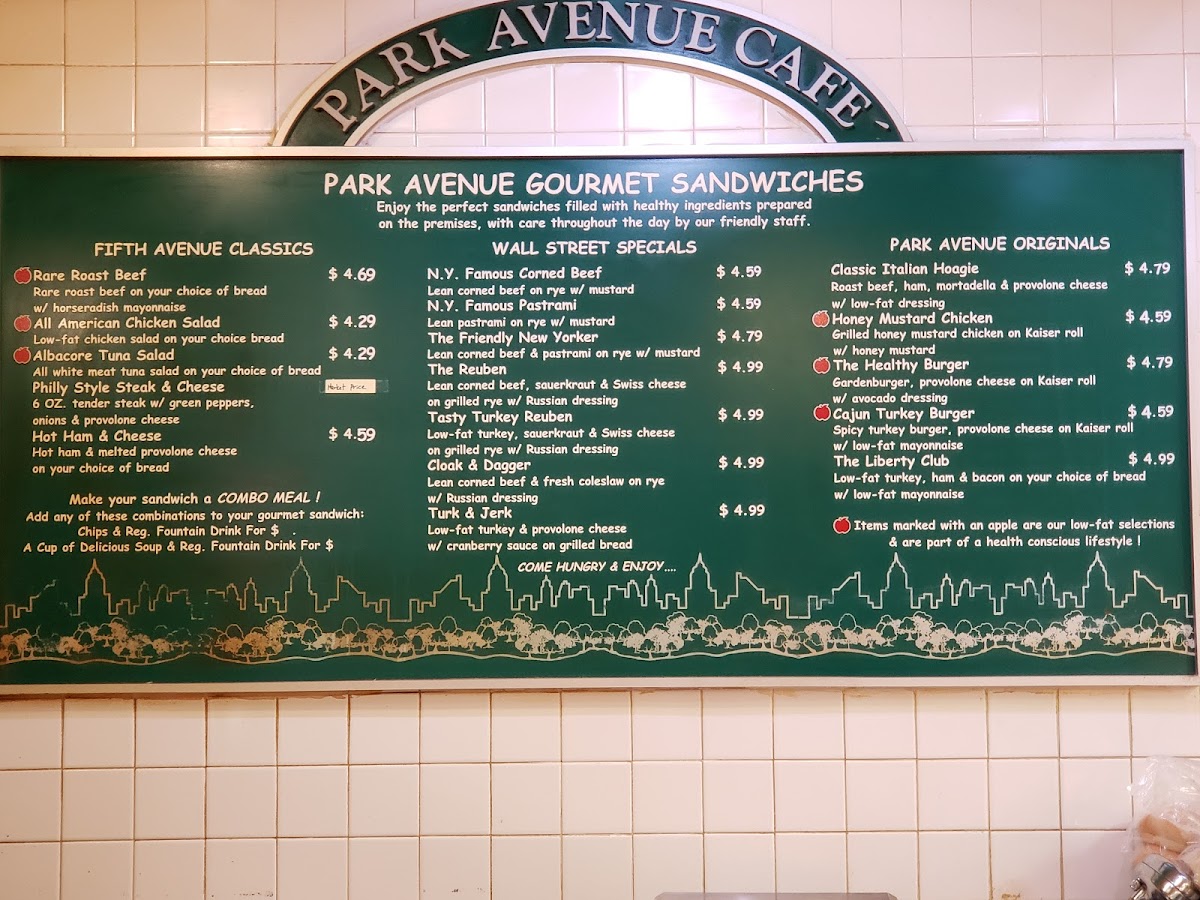 PARK AVENUE CAFE´
PARK AVENUE GOURMET SANDWICHES
Enjoy the perfect sandwiches filled with healthy ingredients prepared
on the premises, with care throughout the day by our friendly staff.
FIFTH AVENUE CLASSICS
Rare Roast Beef $ 4.69
Rare roast beef on your choice of bread
w/ horseradish mayonnaise
All American Chicken Salad $ 4.29
Low-fat chicken salad on your choice bread
Albacore Tuna Salad $ 4.29
All white meat tuna salad on your choice of bread
Philly Style Steak & Cheese Market Price
6 OZ. tender steak w/ green peppers,
onions & provolone cheese
Hot Ham & Cheese $ 4.59
Hot ham & melted provolone cheese
on your choice of bread
Make your sandwich a COMBO MEAL !
Add any of these combinations to your gourmet sandwich:
Chips & Reg. Fountain Drink For $ .
A Cup of Delicious Soup & Reg. Fountain Drink For $
WALL STREET SPECIALS
N.Y. Famous Corned Beef $ 4.59
Lean corned beef on rye w/ mustard
N.Y. Famous Pastrami $ 4.59
Lean pastrami on rye w/ mustard
The Friendly New Yorker $ 4.79
Lean corned beef & pastrami on rye w/ mustard
The Reuben $ 4.99
Lean corned beef, sauerkraut & Swiss cheese
on grilled rye w/ Russian dressing
Tasty Turkey Reuben $ 4.99
Low-fat turkey, sauerkraut & Swiss cheese
on grilled rye w/ Russian dressing
Cloak & Dagger $ 4.99
Lean corned beef & fresh coleslaw on rye
w/ Russian dressing
Turk & Jerk $ 4.99
Low-fat turkey & provolone cheese
w/ cranberry sauce on grilled bread
COME HUNGRY & ENJOY....
PARK AVENUE ORIGINALS
Classic Italian Hoagie $ 4.79
Roast beef, ham, mortadella & provolone cheese
w/ low-fat dressing
Honey Mustard Chicken $ 4.59
Grilled honey mustard chicken on Kaiser roll
w/ honey mustard
The Healthy Burger $ 4.79
Gardenburger, provolone cheese on Kaiser roll
w/ avocado dressing
Cajun Turkey Burger $ 4.59
Spicy turkey burger, provolone cheese on Kaiser roll
w/ low-fat mayonnaise
The Liberty Club $ 4.99
Low-fat turkey, ham & bacon on your choice of bread
w/ low-fat mayonnaise
Items marked with an apple are our low-fat selections
& are part of a health conscious lifestyle !